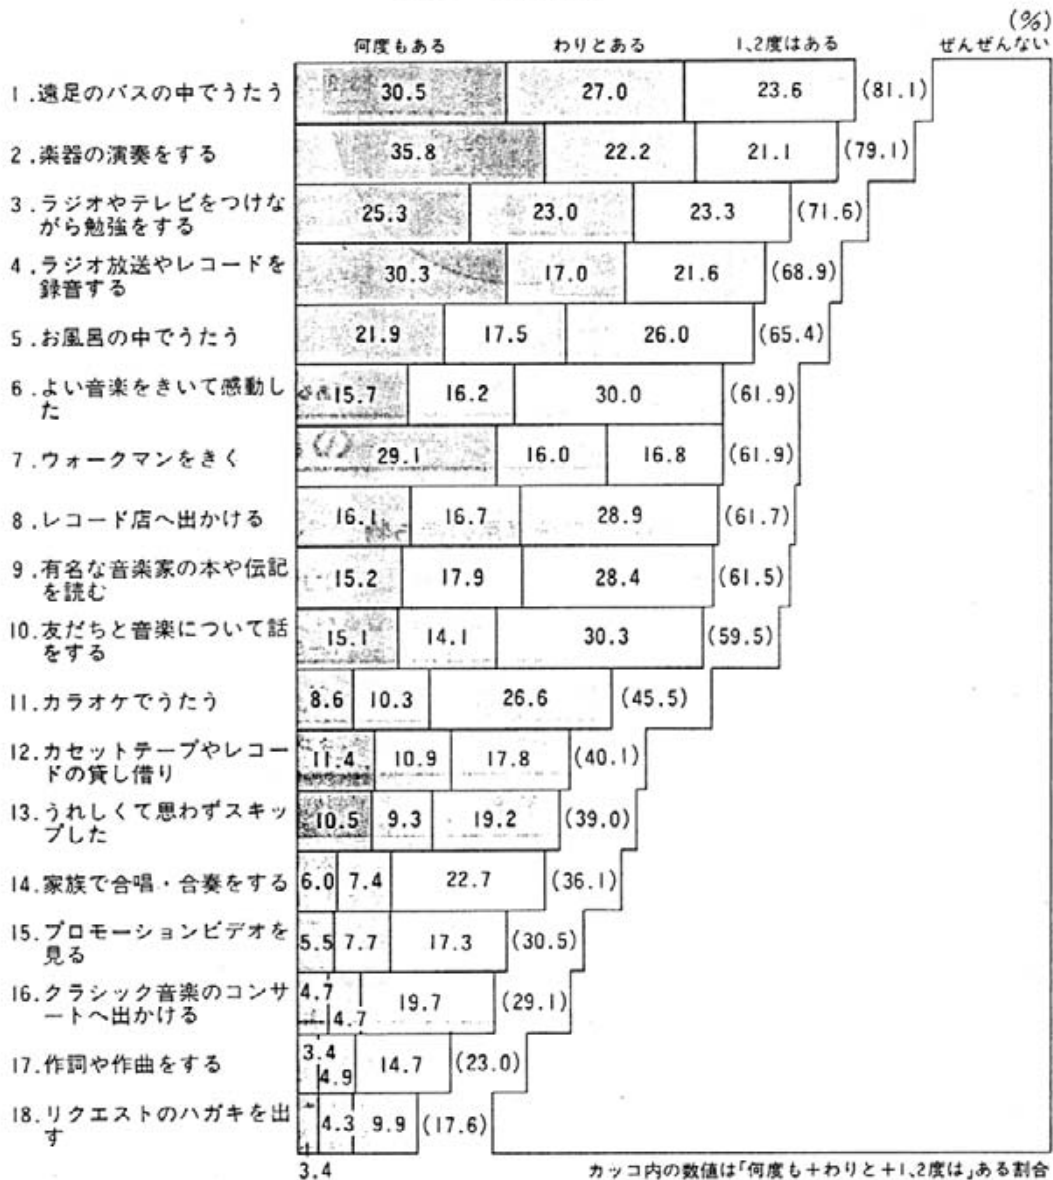 (%)
何度もある わりとある 1、2度はある ぜんぜんない
1.遠足のバスの中でうたう 30.5 27.0 23.6 (81.1)
2.楽器の演奏をする 35.8 22.2 21.1 (79.1)
3.ラジオやテレビをつけな
がら勉強をする 25.3 23.0 23.3 (71.6)
4.ラジオ放送やレコードを
録音する 30.3 17.0 21.6 (68.9)
5.お風呂の中でうたう 21.9 17.5 26.0 (65.4)
6.よい音楽をきいて感動し
た 15.7 16.2 30.0 (61.9)
7.ウォークマンをきく 29.1 16.0 16.8 (61.9)
8.レコード店へ出かける 16.1 16.7 28.9 (61.7)
9.有名な音楽家の本や伝記
を読む 15.2 17.9 28.4 (61.5)
10.友だちと音楽について話
をする 15.1 14.1 30.3 (59.5)
11.カラオケでうたう 8.6 10.3 26.6 (45.5)
12.カセットテープやレコー
ドの貸し借り 11.4 10.9 17.8 (40.1)
13.うれしくて思わずスキッ
プした 10.5 9.3 19.2 (39.0)
14.家族で合唱・合奏をする 6.0 7.4 22.7 (36.1)
15.プロモーションビデオを
見る 5.5 7.7 17.3 (30.5)
16.クラシック音楽のコンサ
ートへ出かける 4.7 4.7 19.7 (29.1)
17.作詞や作曲をする 3.4 4.9 14.7 (23.0)
18.リクエストのハガキを出
す 3.4 4.3 9.9 (17.6)
カッコ内の数値は「何度も+わりと+1、2度は」ある割合